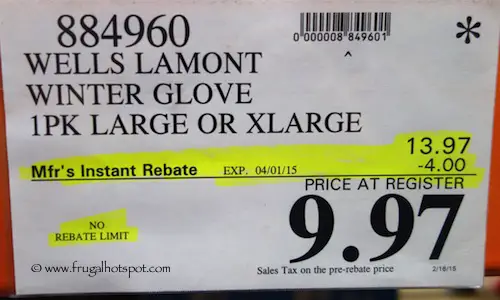 884960
0000008 849601
*
WELLS LAMONT
WINTER GLOVE
1PK LARGE OR XLARGE
13.97
Mfr's Instant Rebate EXP. 04/01/15 -4.00
PRICE AT REGISTER
9.97
NO
REBATE LIMIT
Sales Tax on the pre-rebate price 2/16/15
© www.frugalhotspot.com